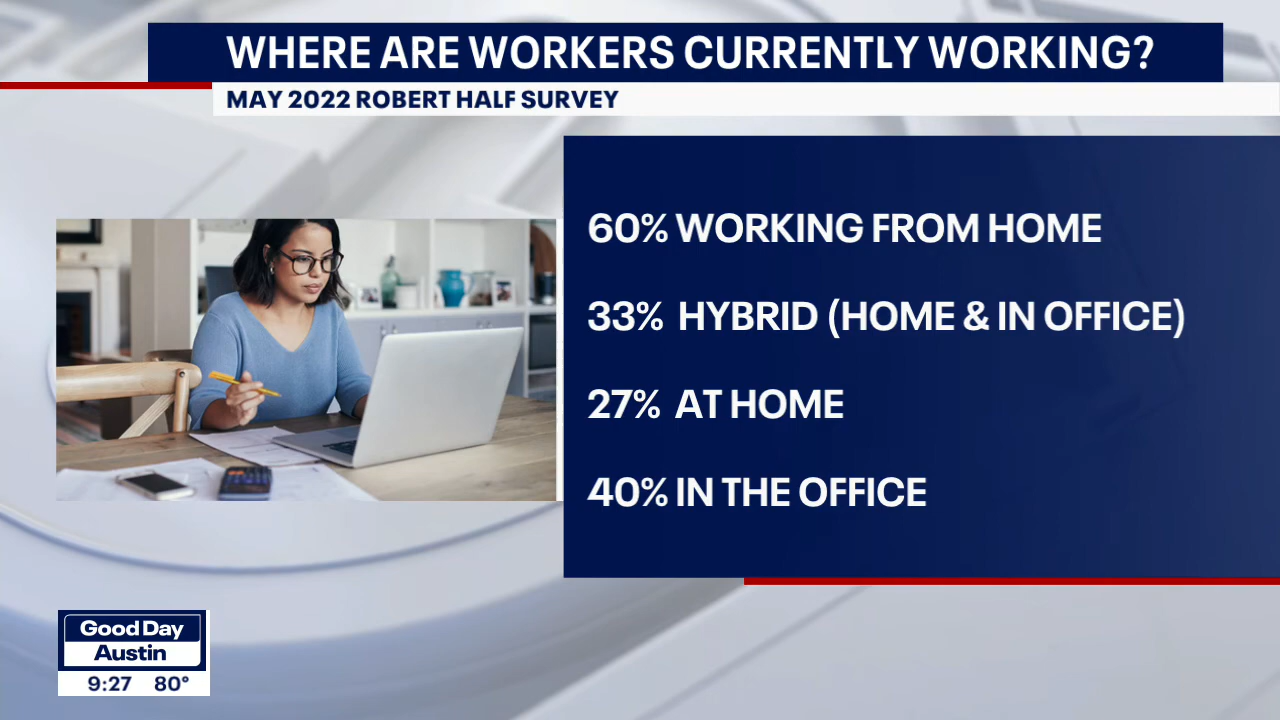 WHERE ARE WORKERS CURRENTLY WORKING?
MAY 2022 ROBERT HALF SURVEY
60% WORKING FROM HOME
33% HYBRID (HOME & IN OFFICE)
27% AT HOME
40% IN THE OFFICE
Good Day
Austin
9:27 80°